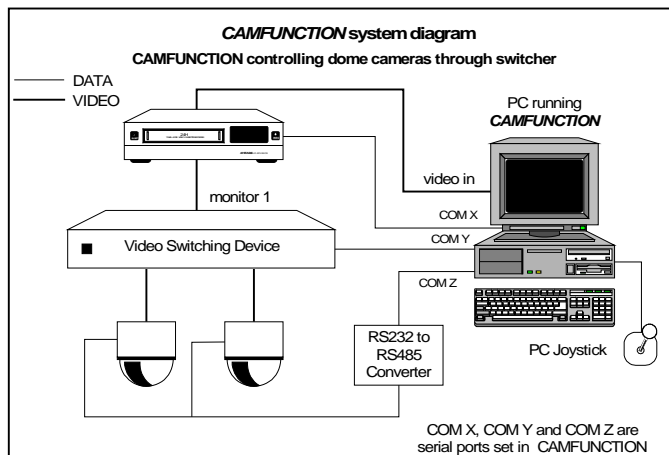 CAMFUNCTION system diagram
CAMFUNCTION controlling dome cameras through switcher
DATA
VIDEO
PC running
CAMFUNCTION
24H
video in
monitor 1
COM X
Video Switching Device
COM Y
COM Z
RS232 to
RS485
Converter
PC Joystick
COM X, COM Y and COM Z are
serial ports set in CAMFUNCTION